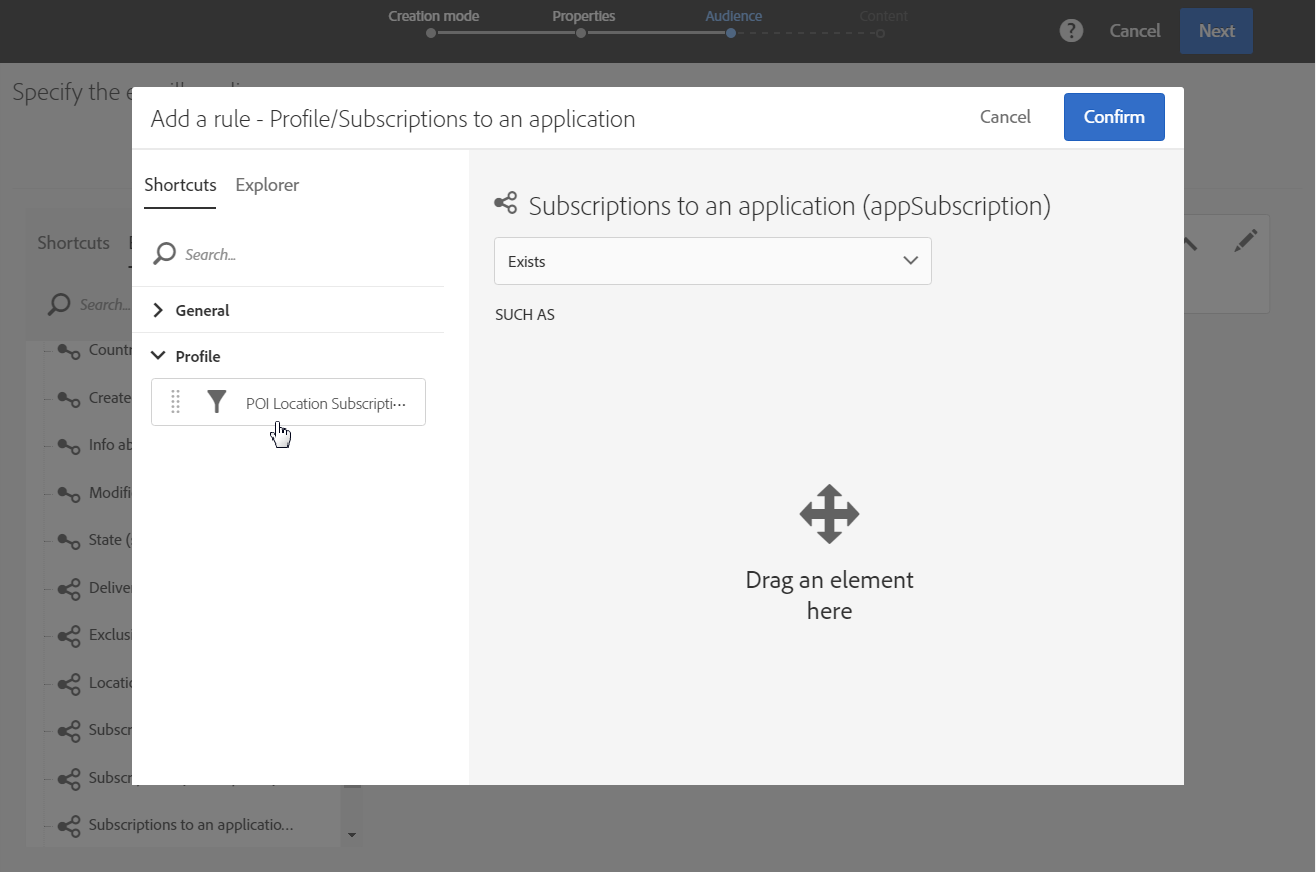 Creation mode
Properties
Audience
Content
?
Cancel
Next
Specify the e
Add a rule - Profile/Subscriptions to an application
Cancel
Confirm
Shortcuts
Explorer
Search...
General
Profile
POI Location Subscripti...
Subscriptions to an application (appSubscription)
Exists
SUCH AS
Drag an element
here
Shortcuts
Search...
Countr
Create
Info ab
Modifi
State (
Deliver
Exclusi
Locatio
Subscr
Subscr
Subscriptions to an applicatio...